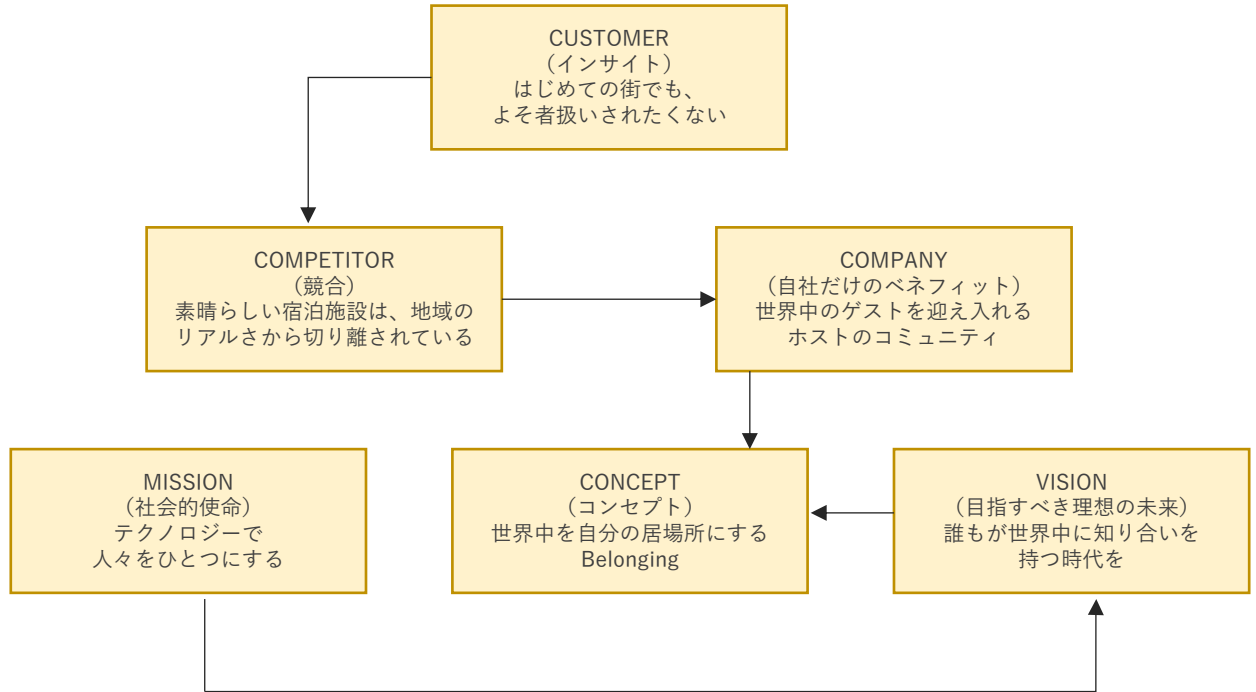 CUSTOMER
（インサイト）
はじめての街でも、
よそ者扱いされたくない
COMPETITOR
（競合）
素晴らしい宿泊施設は、地域の
リアルさから切り離されている
COMPANY
（自社だけのベネフィット）
世界中のゲストを迎え入れる
ホストのコミュニティ
MISSION
（社会的使命）
テクノロジーで
人々をひとつにする
CONCEPT
（コンセプト）
世界中を自分の居場所にする
Belonging
VISION
（目指すべき理想の未来）
誰もが世界中に知り合いを
持つ時代を